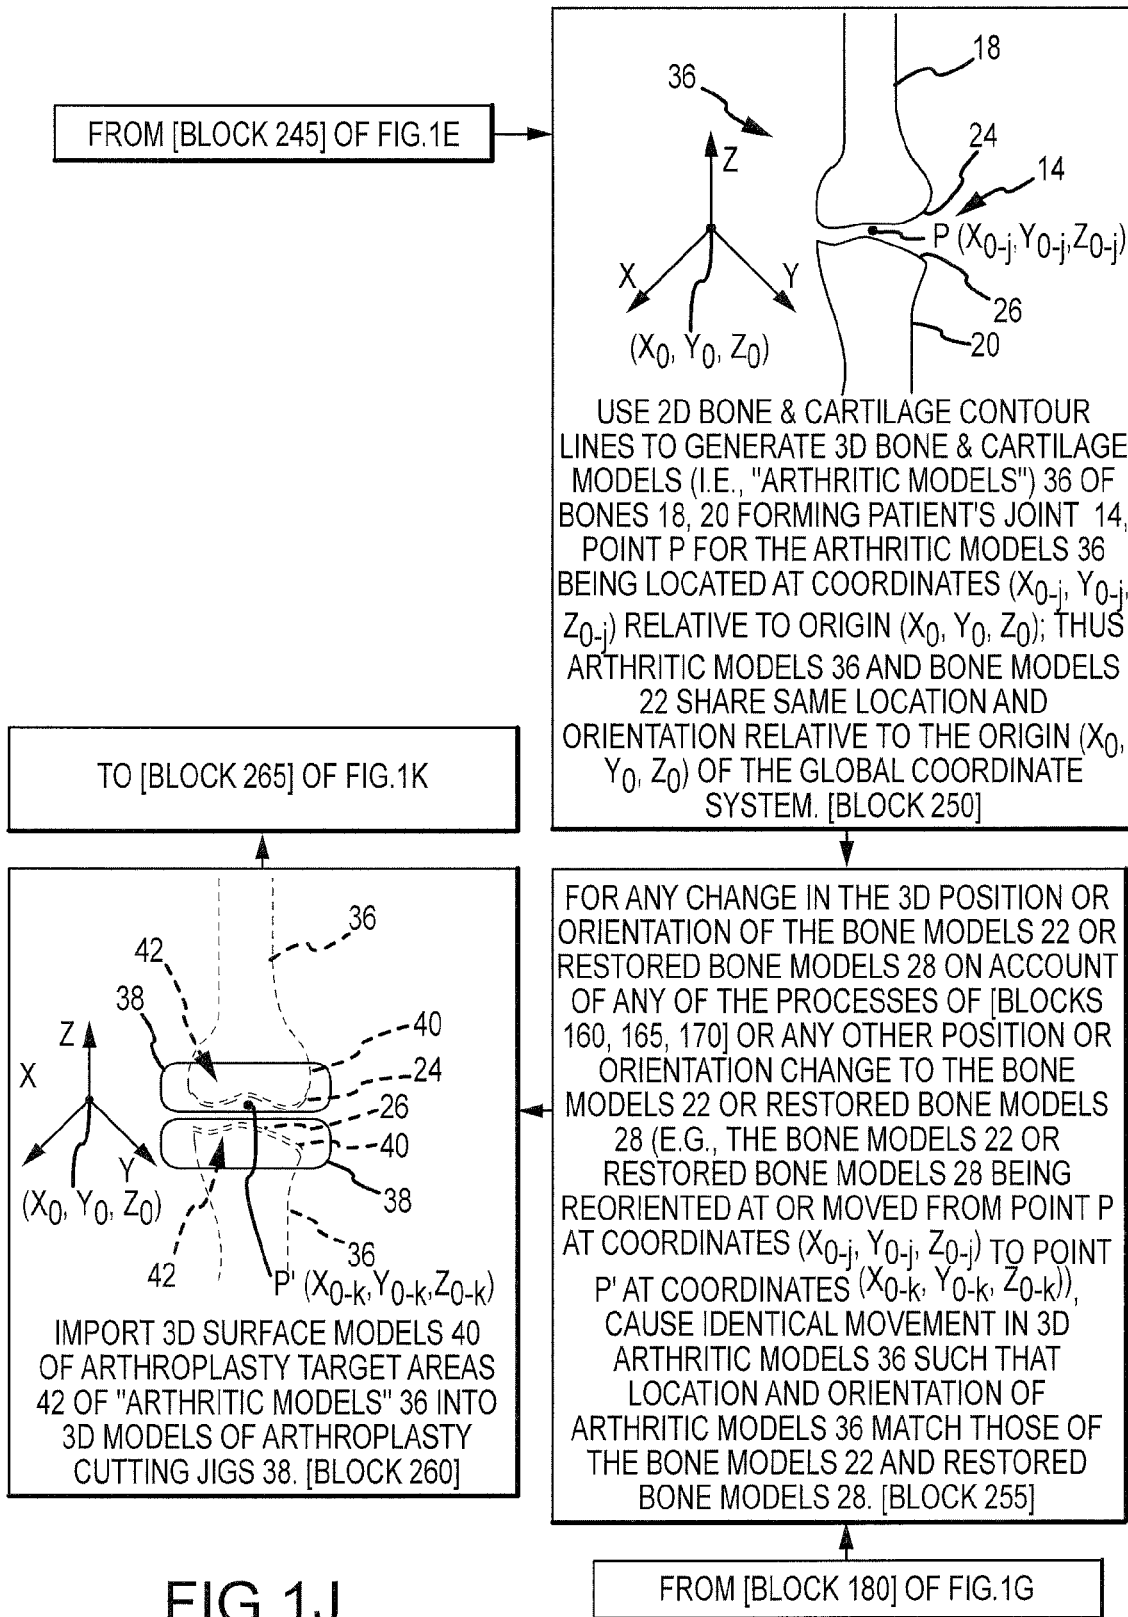 FROM [BLOCK 245] OF FIG.1E
36
18
24
14
Z
P (X0-j,Y0-j,Z0-j)
X
Y
26
(X0, Y0, Z0)
20
USE 2D BONE & CARTILAGE CONTOUR
LINES TO GENERATE 3D BONE & CARTILAGE
MODELS (I.E., "ARTHRITIC MODELS") 36 OF
BONES 18, 20 FORMING PATIENT'S JOINT 14,
POINT P FOR THE ARTHRITIC MODELS 36
BEING LOCATED AT COORDINATES (X0-j, Y0-j,
Z0-j) RELATIVE TO ORIGIN (X0, Y0, Z0); THUS
ARTHRITIC MODELS 36 AND BONE MODELS
22 SHARE SAME LOCATION AND
ORIENTATION RELATIVE TO THE ORIGIN (X0,
Y0, Z0) OF THE GLOBAL COORDINATE
SYSTEM. [BLOCK 250]
FOR ANY CHANGE IN THE 3D POSITION OR
ORIENTATION OF THE BONE MODELS 22 OR
RESTORED BONE MODELS 28 ON ACCOUNT
OF ANY OF THE PROCESSES OF [BLOCKS
160, 165, 170] OR ANY OTHER POSITION OR
ORIENTATION CHANGE TO THE BONE
MODELS 22 OR RESTORED BONE MODELS
28 (E.G., THE BONE MODELS 22 OR
RESTORED BONE MODELS 28 BEING
REORIENTED AT OR MOVED FROM POINT P
AT COORDINATES (X0-j, Y0-j, Z0-j) TO POINT
P' AT COORDINATES (X0-k, Y0-k, Z0-k)),
CAUSE IDENTICAL MOVEMENT IN 3D
ARTHRITIC MODELS 36 SUCH THAT
LOCATION AND ORIENTATION OF
ARTHRITIC MODELS 36 MATCH THOSE OF
THE BONE MODELS 22 AND RESTORED
BONE MODELS 28. [BLOCK 255]
FROM [BLOCK 180] OF FIG.1G
36
42
38
Z
40
X
24
26
40
Y
38
(X0, Y0, Z0)
42
36
P' (X0-k,Y0-k,Z0-k)
IMPORT 3D SURFACE MODELS 40
OF ARTHROPLASTY TARGET AREAS
42 OF "ARTHRITIC MODELS" 36 INTO
3D MODELS OF ARTHROPLASTY
CUTTING JIGS 38. [BLOCK 260]
TO [BLOCK 265] OF FIG.1K
FIG.1J